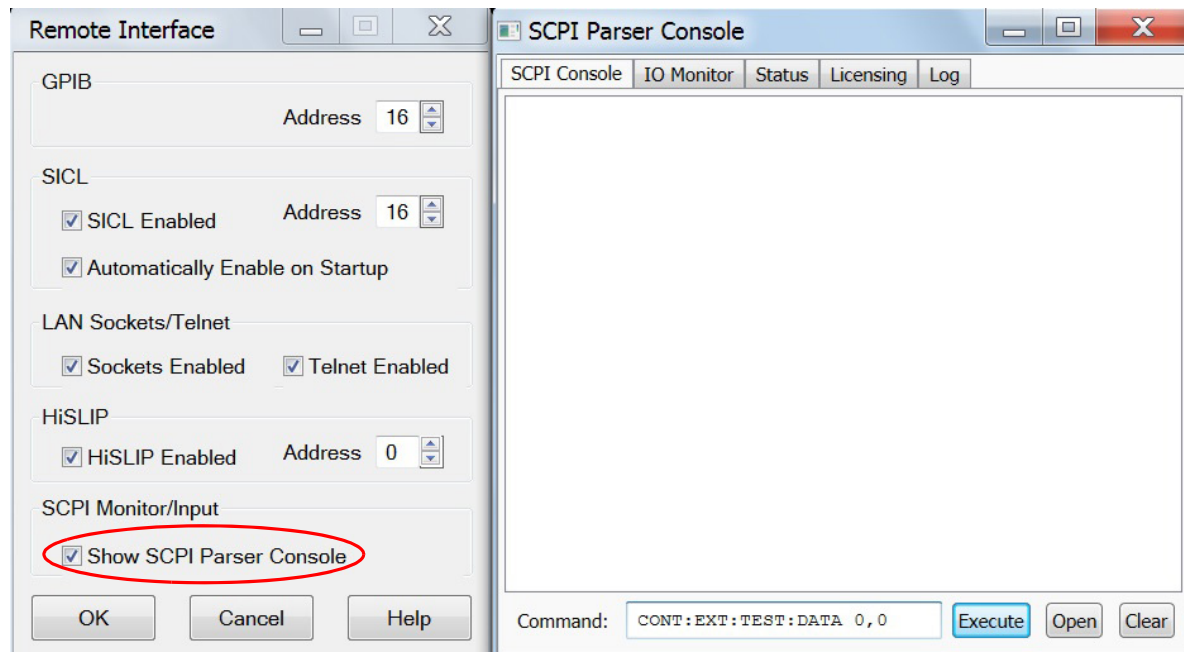 Remote Interface
GPIB
Address 16
SICL
SICL Enabled Address 16
Automatically Enable on Startup
LAN Sockets/Telnet
Sockets Enabled Telnet Enabled
HiSLIP
HiSLIP Enabled Address 0
SCPI Monitor/Input
Show SCPI Parser Console
OK Cancel Help
SCPI Parser Console
SCPI Console IO Monitor Status Licensing Log
Command: CONT:EXT:TEST:DATA 0,0 Execute Open Clear